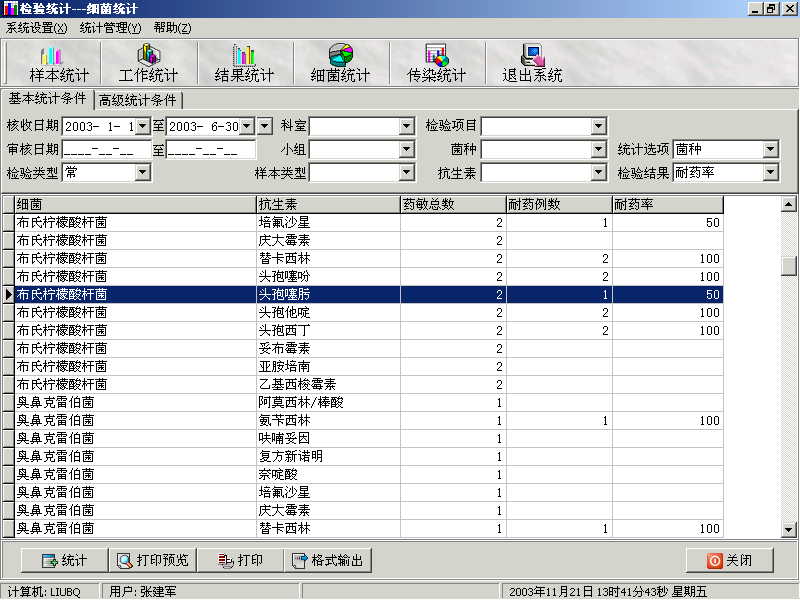 检验统计---细菌统计
系统设置(X) 统计管理(Y) 帮助(Z)
样本统计 工作统计 结果统计 细菌统计 传染统计 退出系统
基本统计条件 高级统计条件
核收日期 2003- 1- 1 至 2003- 6-30 科室 检验项目
审核日期 ____-__-__ 至 ____-__-__ 小组 菌种 统计选项 菌种
检验类型 常 样本类型 抗生素 检验结果 耐药率
细菌 抗生素 药敏总数 耐药例数 耐药率
布氏柠檬酸杆菌 培氟沙星 2 1 50
布氏柠檬酸杆菌 庆大霉素 2
布氏柠檬酸杆菌 替卡西林 2 2 100
布氏柠檬酸杆菌 头孢噻吩 2 2 100
布氏柠檬酸杆菌 头孢噻肟 2 1 50
布氏柠檬酸杆菌 头孢他啶 2 2 100
布氏柠檬酸杆菌 头孢西丁 2 2 100
布氏柠檬酸杆菌 妥布霉素 2
布氏柠檬酸杆菌 亚胺培南 2
布氏柠檬酸杆菌 乙基西梭霉素 2
臭鼻克雷伯菌 阿莫西林/棒酸 1
臭鼻克雷伯菌 氨苄西林 1 1 100
臭鼻克雷伯菌 呋喃妥因 1
臭鼻克雷伯菌 复方新诺明 1
臭鼻克雷伯菌 萘啶酸 1
臭鼻克雷伯菌 培氟沙星 1
臭鼻克雷伯菌 庆大霉素 1
臭鼻克雷伯菌 替卡西林 1 1 100
统计 打印预览 打印 格式输出 关闭
计算机: LIUBQ 用户: 张建军 2003年11月21日 13时41分43秒 星期五